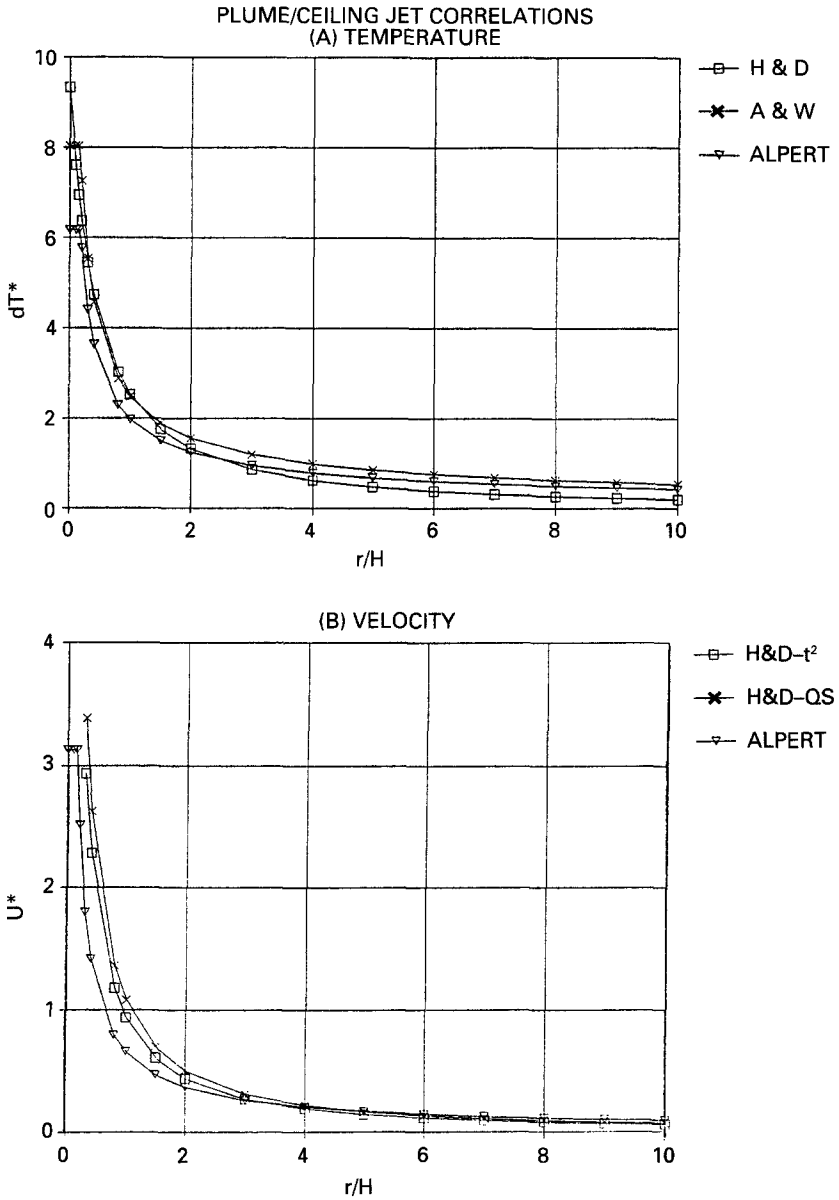 PLUME/CEILING JET CORRELATIONS
(A) TEMPERATURE
10
8
6
4
2
0
dT*
0 2 4 6 8 10
r/H
H & D
A & W
ALPERT
(B) VELOCITY
4
3
2
1
0
U*
0 2 4 6 8 10
r/H
H&D–t²
H&D–QS
ALPERT